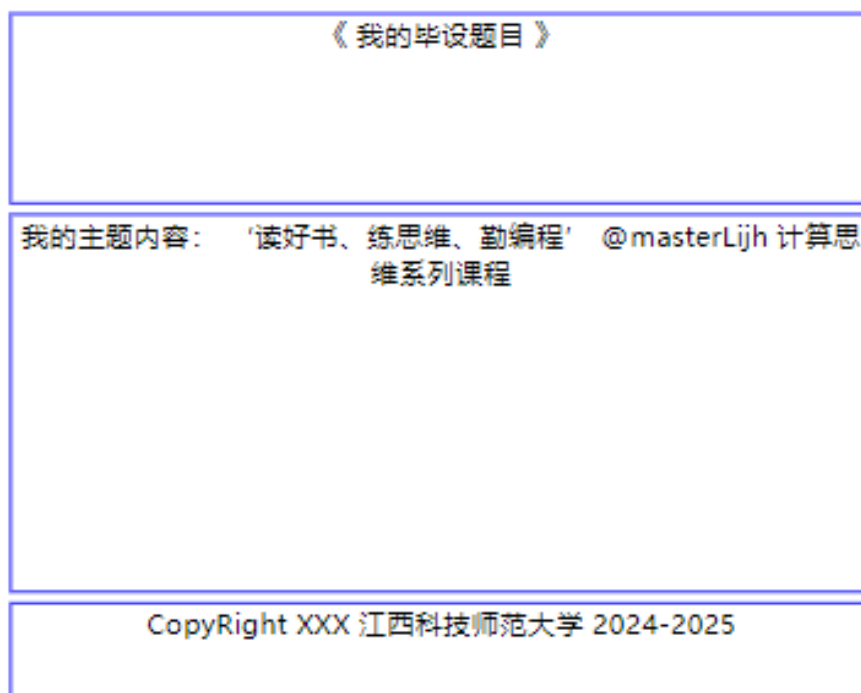 《 我的毕设题目 》
我的主题内容： ‘读好书、练思维、勤编程’ @masterLijh 计算思
维系列课程
CopyRight XXX 江西科技师范大学 2024-2025